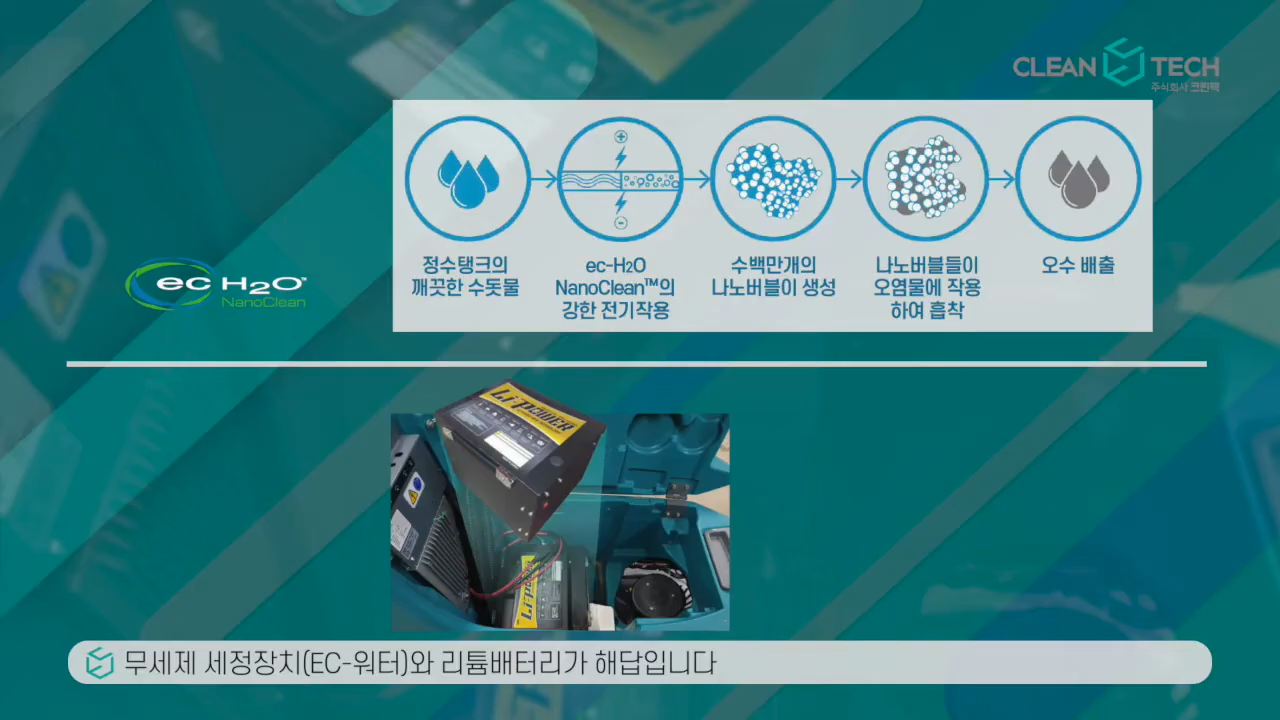 CLEAN TECH
주식회사 크린텍
정수탱크의
깨끗한 수돗물
ec-H2O
NanoClean™의
강한 전기작용
수백만개의
나노버블이 생성
나노버블들이
오염물에 작용
하여 흡착
오수 배출
ec H2O™
NanoClean
Li-POWER
Li-POWER
무세제 세정장치(EC-워터)와 리튬배터리가 해답입니다